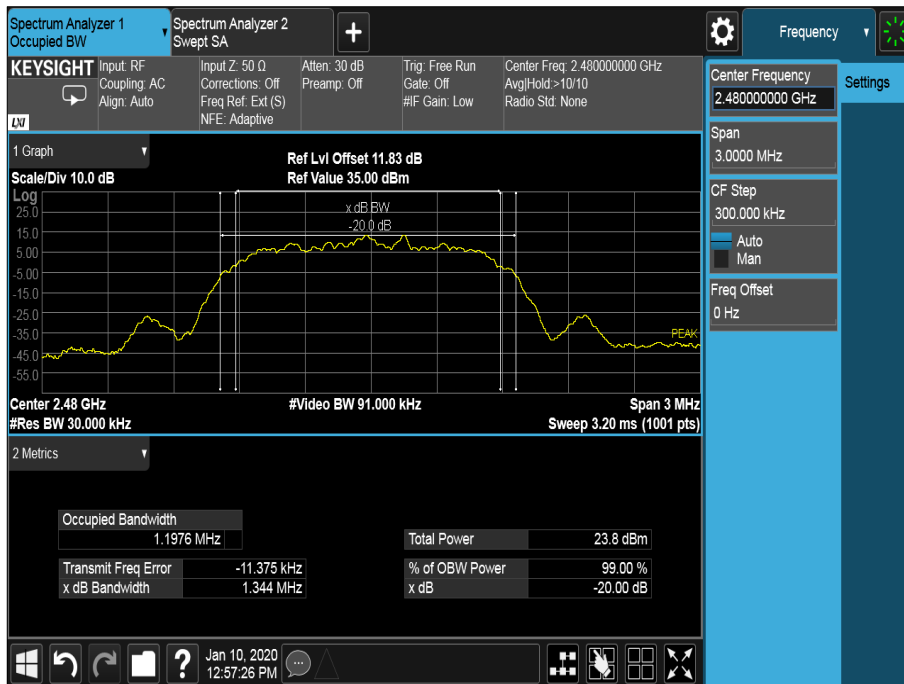 Spectrum Analyzer 1
Occupied BW
Spectrum Analyzer 2
Swept SA
Frequency
KEYSIGHT
LXI
Input: RF
Coupling: AC
Align: Auto
Input Z: 50 Ω
Corrections: Off
Freq Ref: Ext (S)
NFE: Adaptive
Atten: 30 dB
Preamp: Off
Trig: Free Run
Gate: Off
#IF Gain: Low
Center Freq: 2.480000000 GHz
Avg|Hold:>10/10
Radio Std: None
Center Frequency
2.480000000 GHz
Settings
Span
3.0000 MHz
CF Step
300.000 kHz
Auto
Man
Freq Offset
0 Hz
1 Graph
Scale/Div 10.0 dB
Ref Lvl Offset 11.83 dB
Ref Value 35.00 dBm
Log
25.0
15.0
5.00
-5.00
-15.0
-25.0
-35.0
-45.0
-55.0
x dB BW
-20.0 dB
PEAK
Center 2.48 GHz
#Video BW 91.000 kHz
Span 3 MHz
#Res BW 30.000 kHz
Sweep 3.20 ms (1001 pts)
2 Metrics
Occupied Bandwidth
1.1976 MHz
Transmit Freq Error -11.375 kHz
x dB Bandwidth 1.344 MHz
Total Power 23.8 dBm
% of OBW Power 99.00 %
x dB -20.00 dB
?
Jan 10, 2020
12:57:26 PM